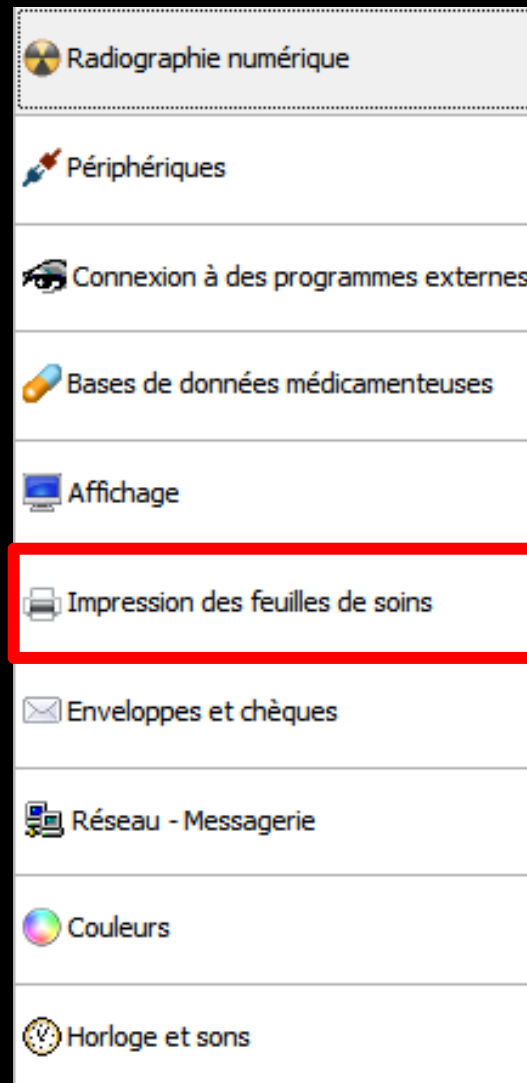 Radiographie numérique
Périphériques
Connexion à des programmes externes
Bases de données médicamenteuses
Affichage
Impression des feuilles de soins
Enveloppes et chèques
Réseau - Messagerie
Couleurs
Horloge et sons